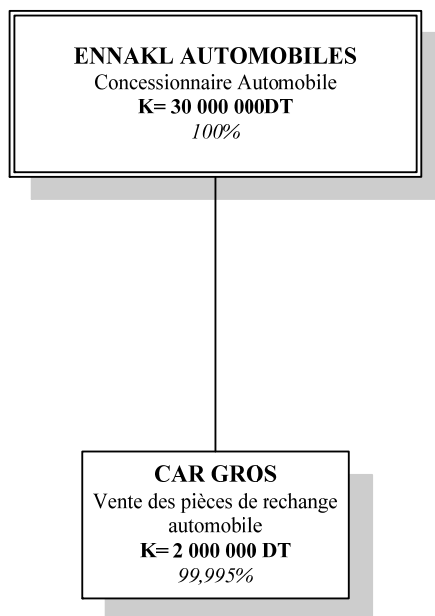 ENNAKL AUTOMOBILES
Concessionnaire Automobile
K= 30 000 000DT
100%
CAR GROS
Vente des pièces de rechange
automobile
K= 2 000 000 DT
99,995%